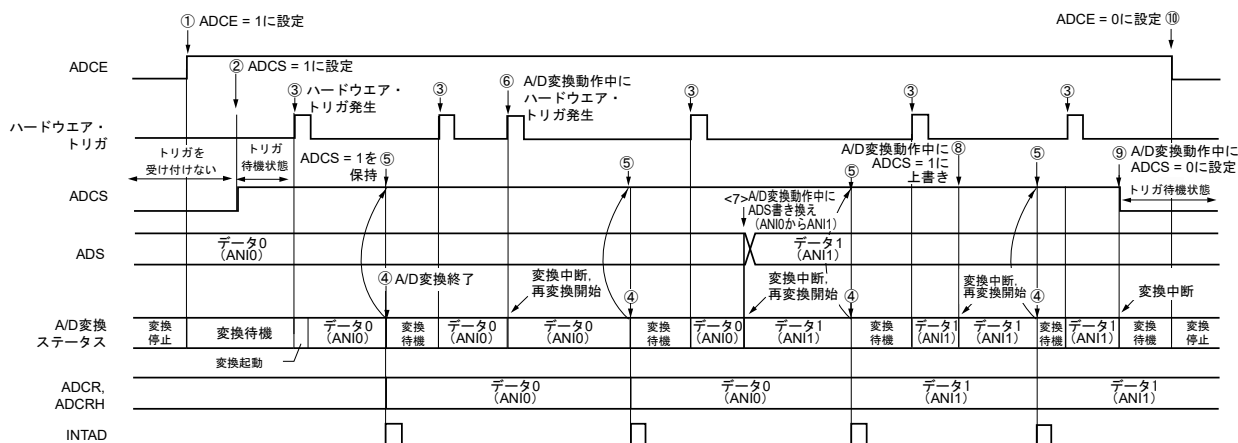 ① ADCE = 1に設定
ADCE = 0に設定 ⑩
ADCE
② ADCS = 1に設定
③ ハードウエア・
トリガ発生
③
⑥ A/D変換動作中に
ハードウエア・
トリガ発生
③
③
③
ハードウエア・
トリガ
トリガを
受け付けない
トリガ
待機状態
ADCS = 1を ⑤
保持
⑤
A/D変換動作中に ⑧
ADCS = 1に
上書き
⑤
⑤
⑨ A/D変換動作中に
ADCS = 0に設定
トリガ待機状態
ADCS
<7> A/D変換動作中に
ADS書き換え
(ANI0からANI1)
ADS
データ0
(ANI0)
データ1
(ANI1)
④ A/D変換終了
変換中断,
再変換開始
④
変換中断,
再変換開始
④
変換中断,
再変換開始
④
変換中断
A/D変換
ステータス
変換
停止
変換待機
変換起動
データ0
(ANI0)
変換
待機
データ0
(ANI0)
データ0
(ANI0)
変換
待機
データ0
(ANI0)
データ1
(ANI1)
変換
待機
データ1
(ANI1)
データ1
(ANI1)
変換
待機
データ1
(ANI1)
変換
待機
変換
停止
ADCR,
ADCRH
データ0
(ANI0)
データ0
(ANI0)
データ1
(ANI1)
データ1
(ANI1)
INTAD